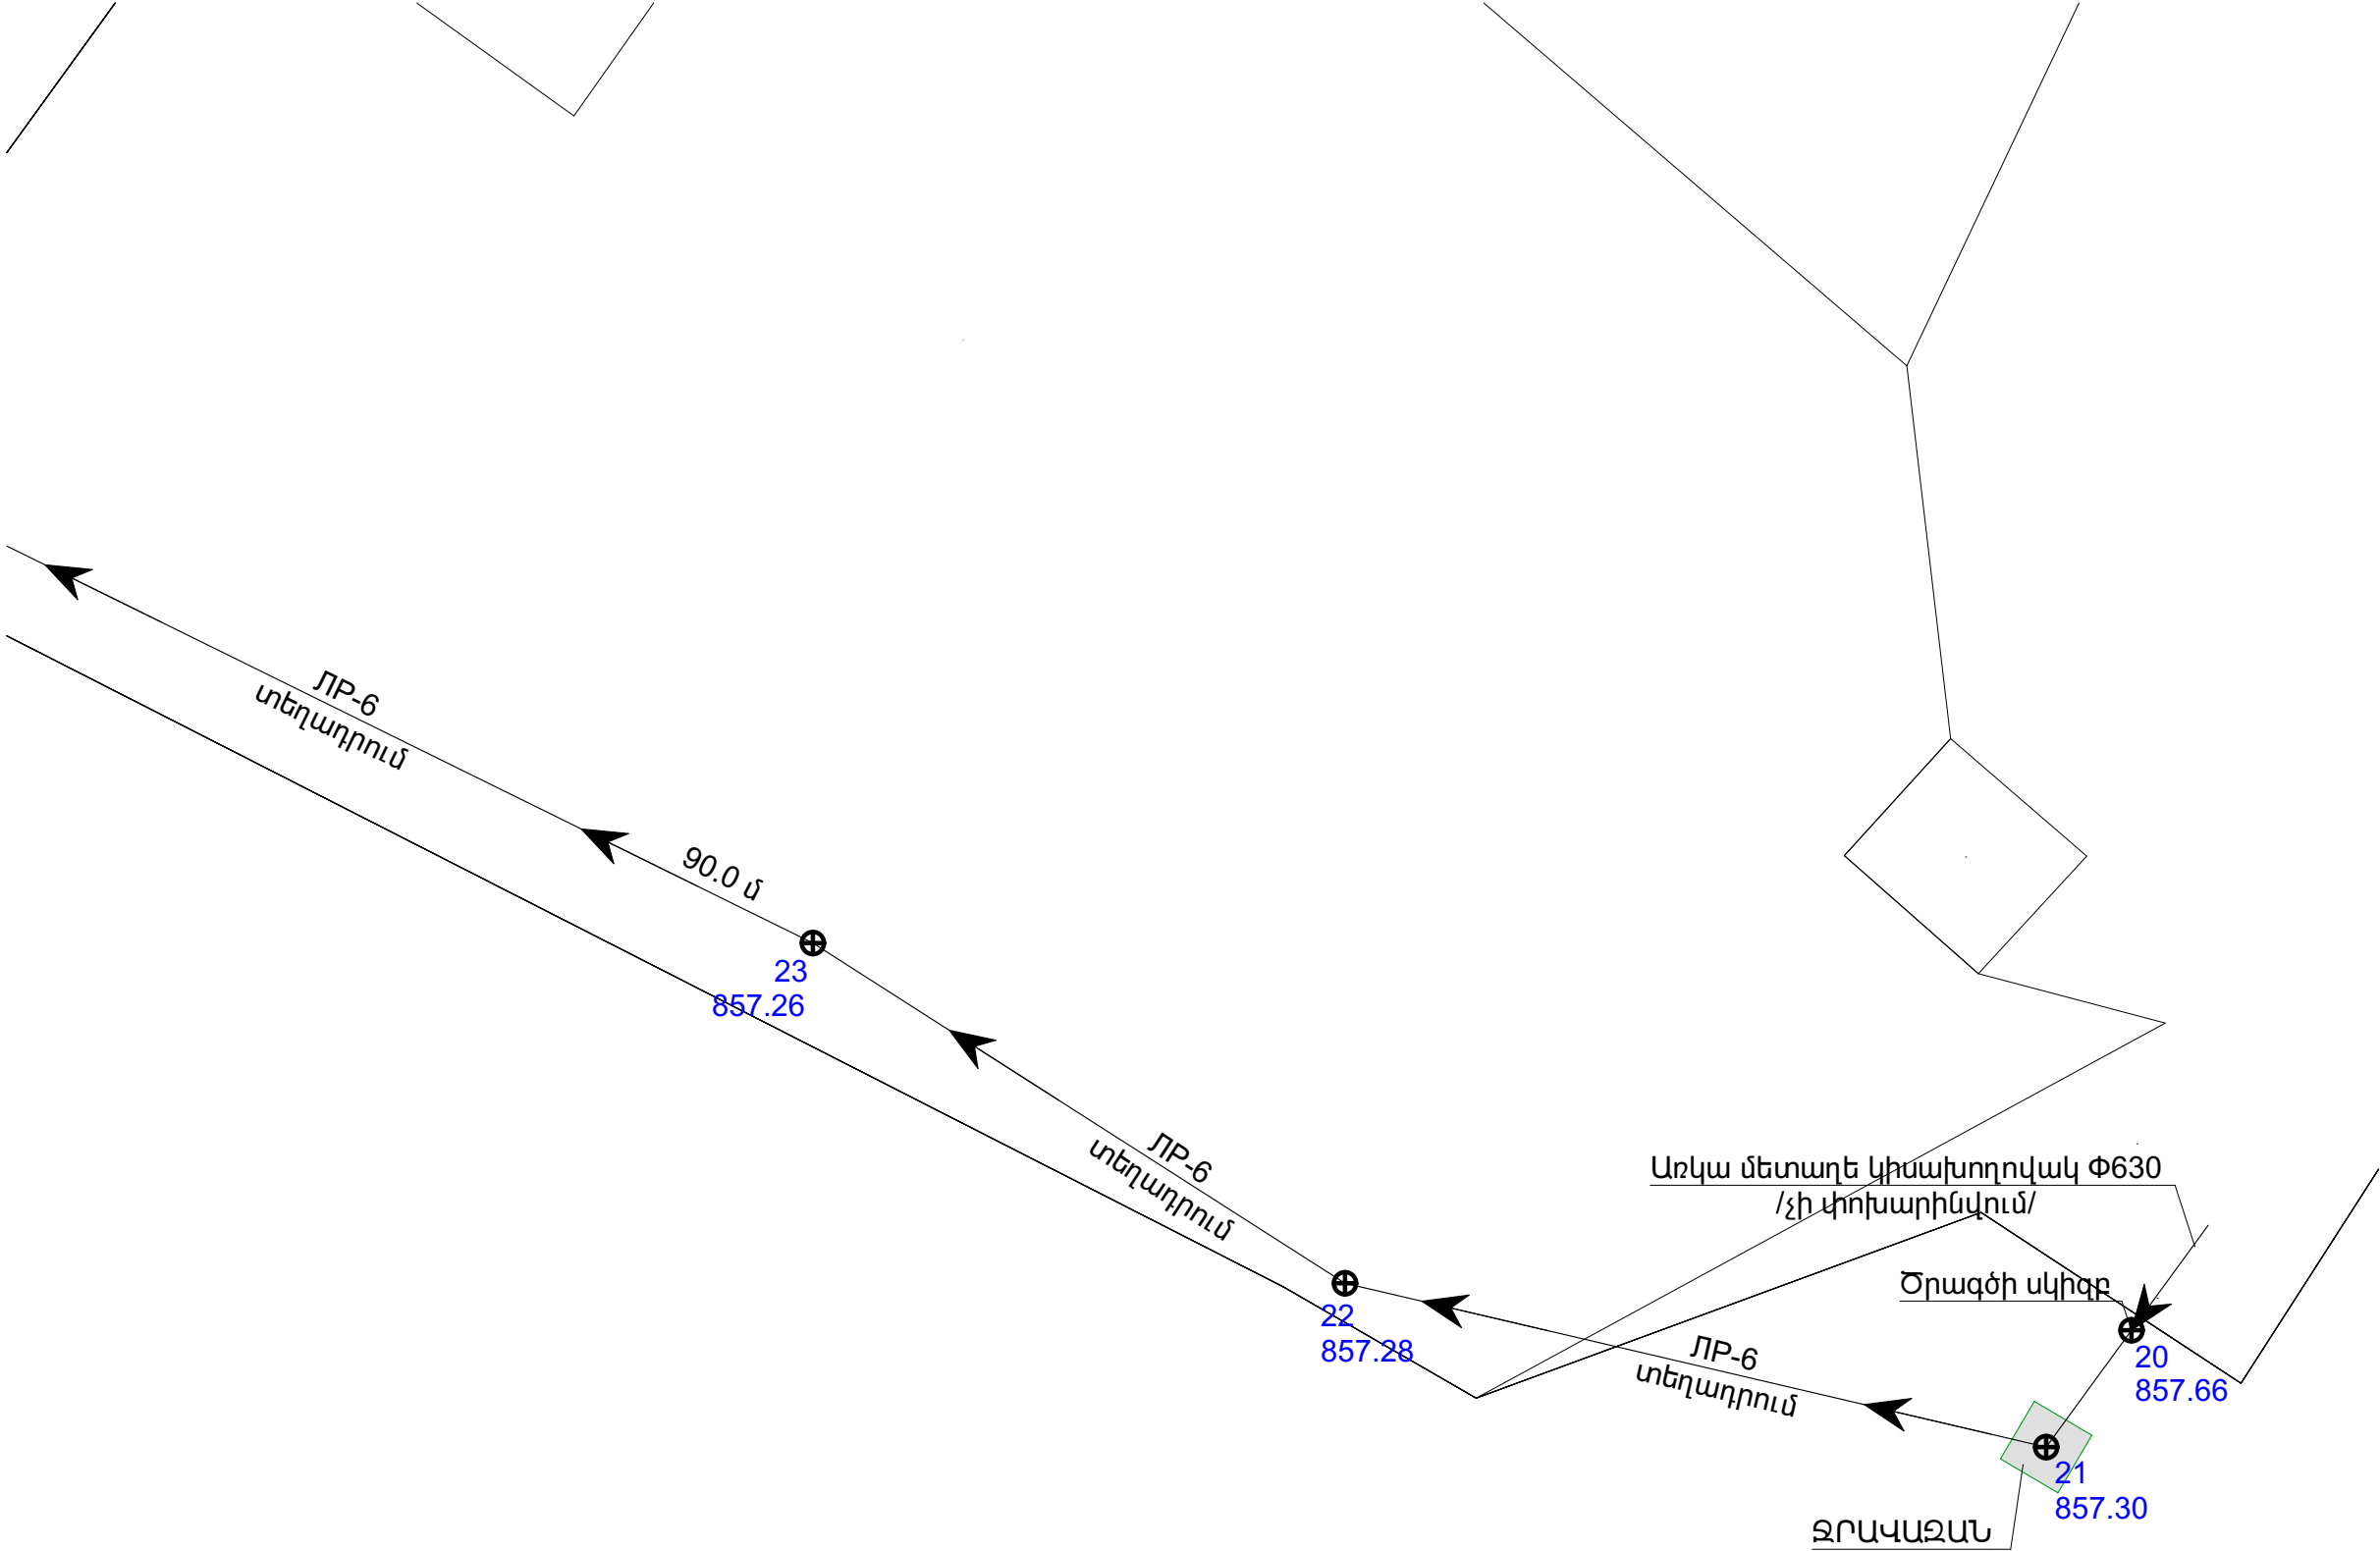 ЛР-6
տեղադրում
90.0 մ
23
857.26
ЛР-6
տեղադրում
Առկա մետաղե կիսախողովակ Ф630
/չի փոխարինվում/
Ծրագծի սկիզբ
22
857.28
ЛР-6
տեղադրում
20
857.66
21
857.30
ՋՐԱՎԱԶԱՆ